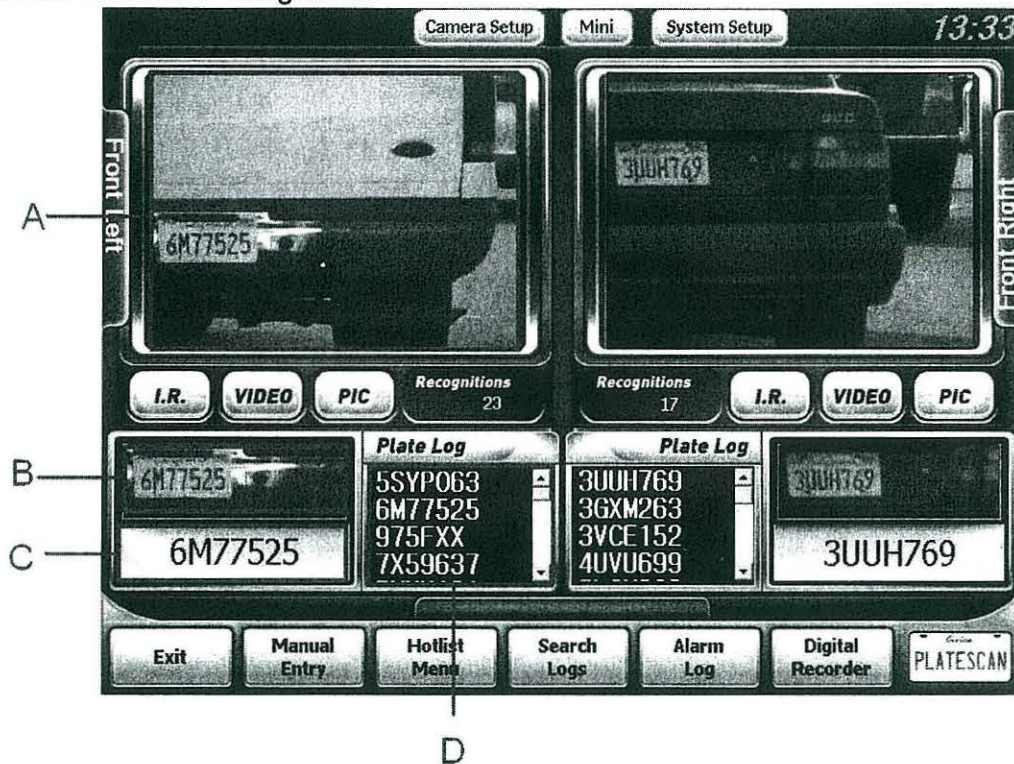 Camera Setup Mini System Setup 13:33
Front Left
Front Right
A
6M77525
3UUH769
I.R. VIDEO PIC Recognitions 23
Recognitions 17 I.R. VIDEO PIC
B
6M77525
Plate Log
5SYP063
6M77525
975FXX
7X59637
Plate Log
3UUH769
3GXM263
3VCE152
4UVU699
3UUH769
C
6M77525
3UUH769
Exit Manual Entry Hotlist Menu Search Logs Alarm Log Digital Recorder
Civica
PLATESCAN
D